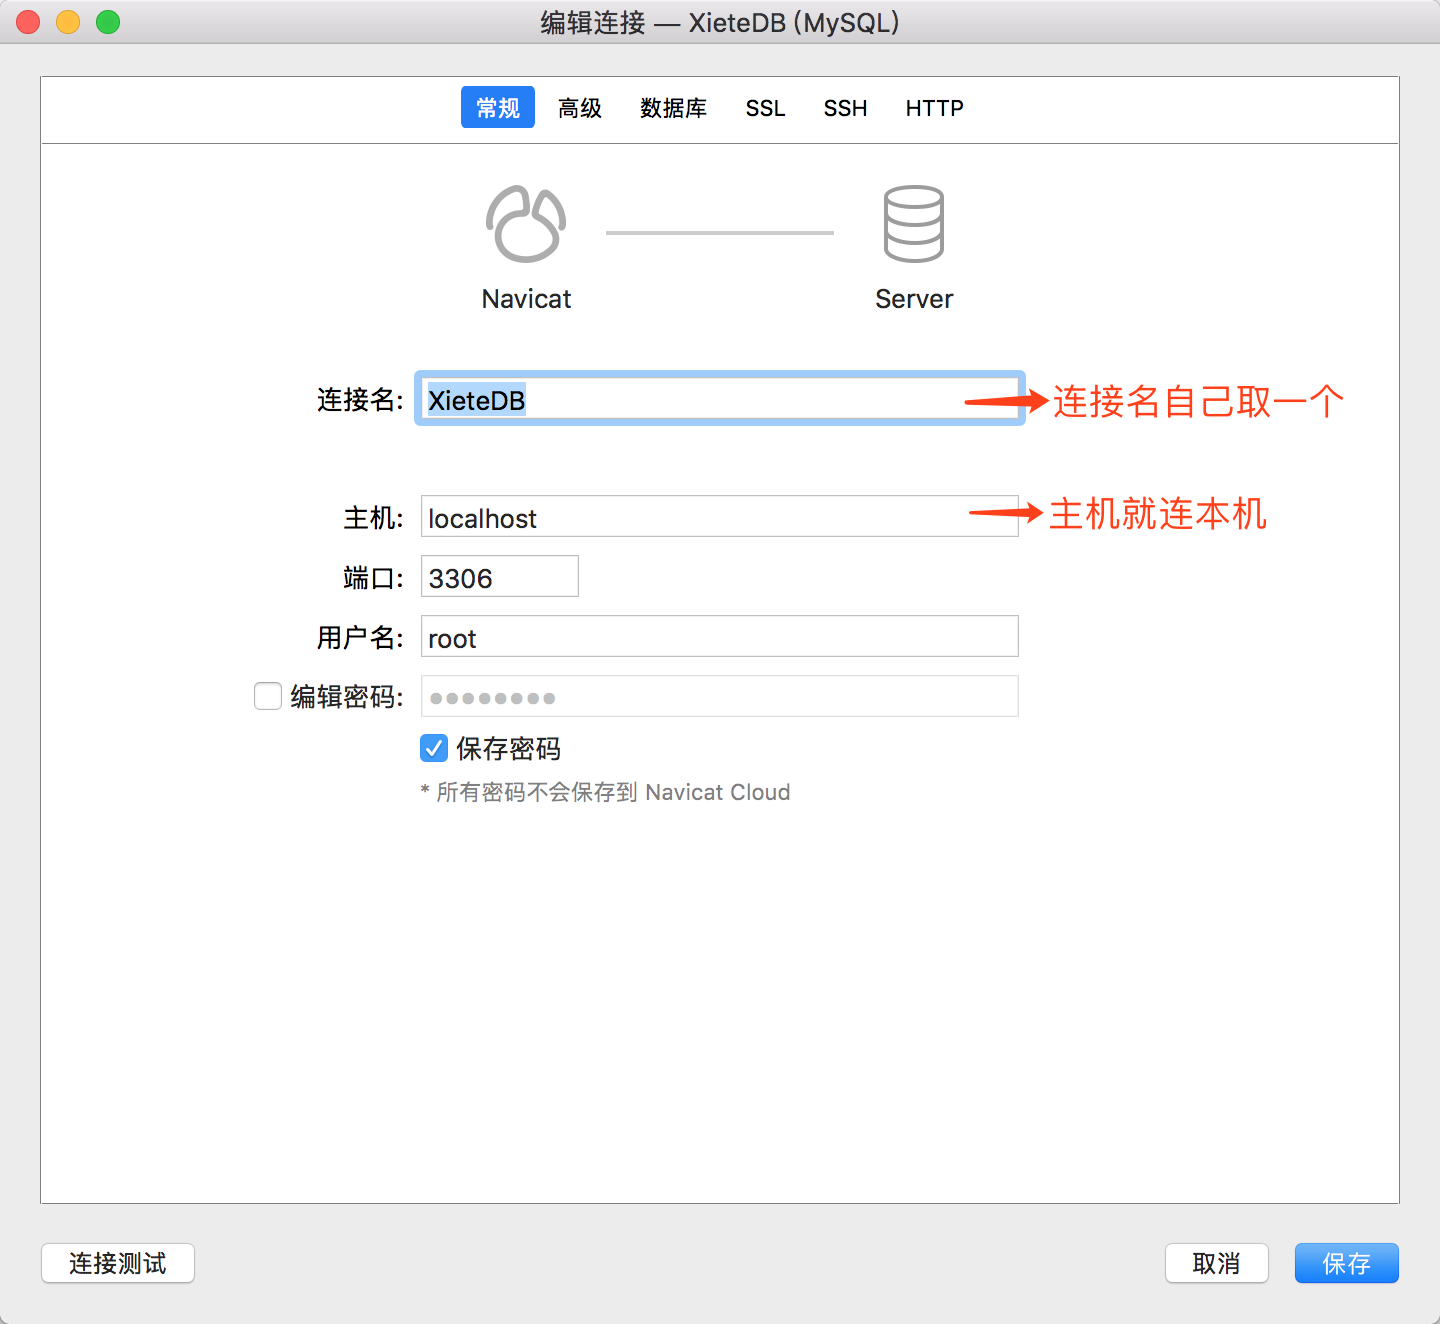 编辑连接 — XieteDB (MySQL)
常规 高级 数据库 SSL SSH HTTP
Navicat Server
连接名: XieteDB 连接名自己取一个
主机: localhost 主机就连本机
端口: 3306
用户名: root
编辑密码: ●●●●●●●●
保存密码
* 所有密码不会保存到 Navicat Cloud
连接测试 取消 保存